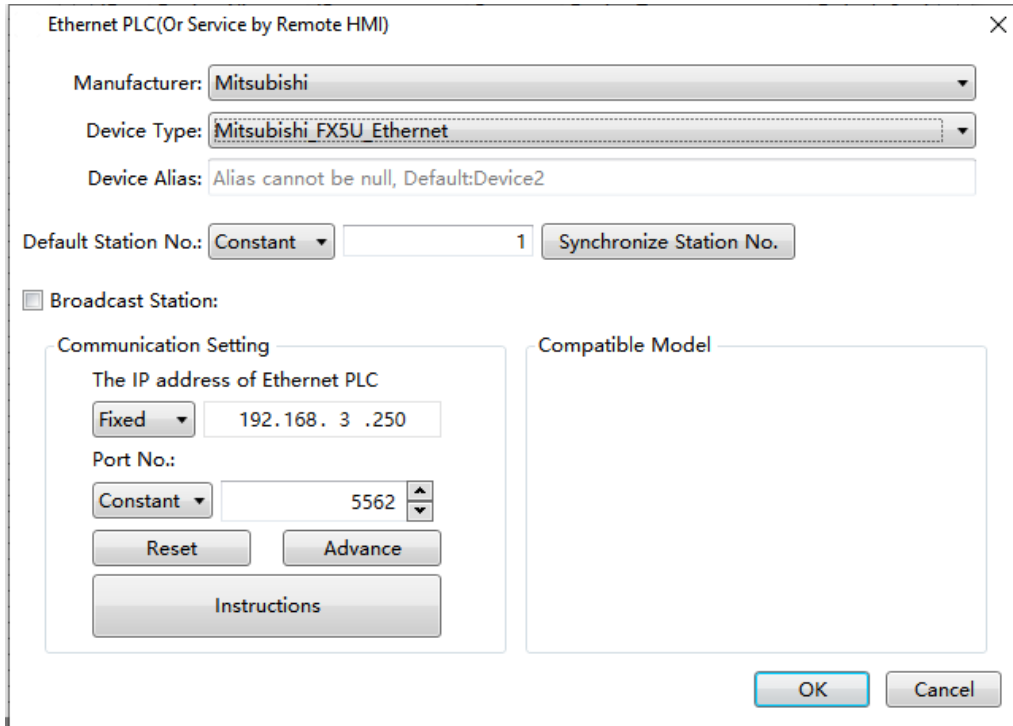 Ethernet PLC(Or Service by Remote HMI)
Manufacturer: Mitsubishi
Device Type: Mitsubishi_FX5U_Ethernet
Device Alias: Alias cannot be null, Default:Device2
Default Station No.: Constant 1 Synchronize Station No.
Broadcast Station:
Communication Setting
The IP address of Ethernet PLC
Fixed 192.168. 3 .250
Port No.:
Constant 5562
Reset Advance
Instructions
Compatible Model
OK Cancel